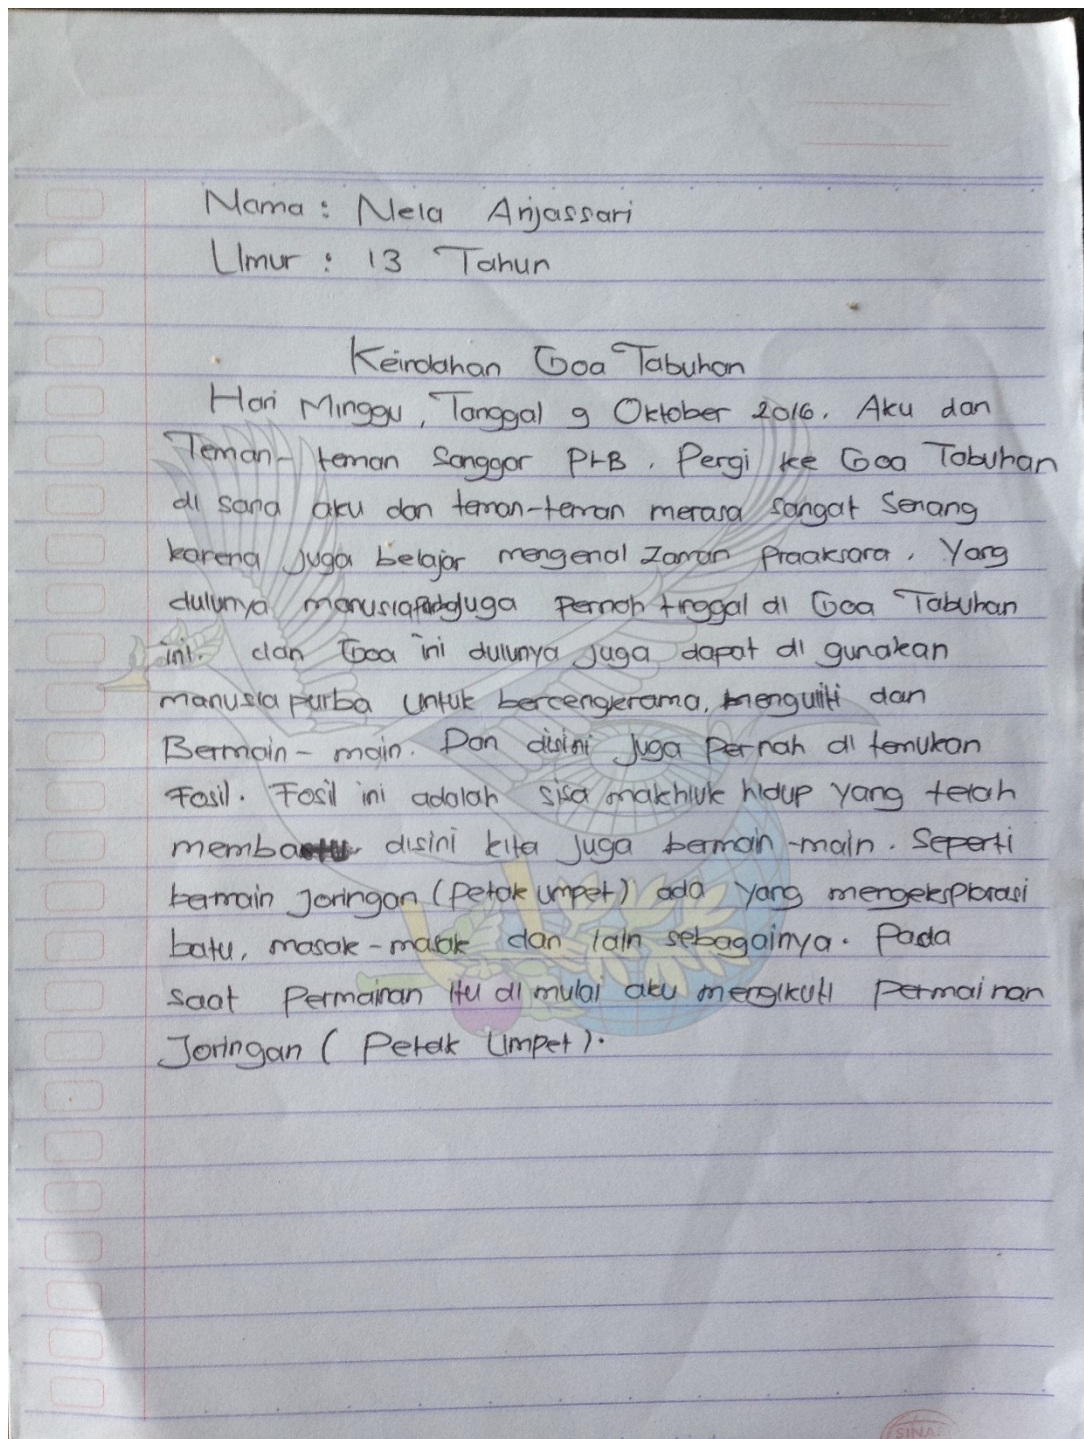 Nama : Nela Anjassari
Umur : 13 Tahun
Keindahan Goa Tabuhan
Hari Minggu, Tanggal 9 Oktober 2016. Aku dan
Teman-teman Sanggar PLB. Pergi ke Goa Tabuhan
di sana aku dan teman-teman merasa sangat Senang
karena juga belajar mengenal Zaman Praaksara. Yang
dulunya manusia juga Pernah tinggal di Goa Tabuhan
ini. dan Goa ini dulunya juga dapat di gunakan
manusia purba untuk bercengkerama, menguliti dan
Bermain-main. Dan disini Juga Pernah di temukan
Fosil. Fosil ini adalah sisa makhluk hidup yang telah
disini kita juga bermain-main. Seperti
bermain Joringan (Petak umpet) ada yang mengeksplorasi
batu, masak-masak dan lain sebagainya. Pada
saat Permainan itu di mulai aku mengikuti Permainan
Joringan ( Petak Umpet ).
SINAR